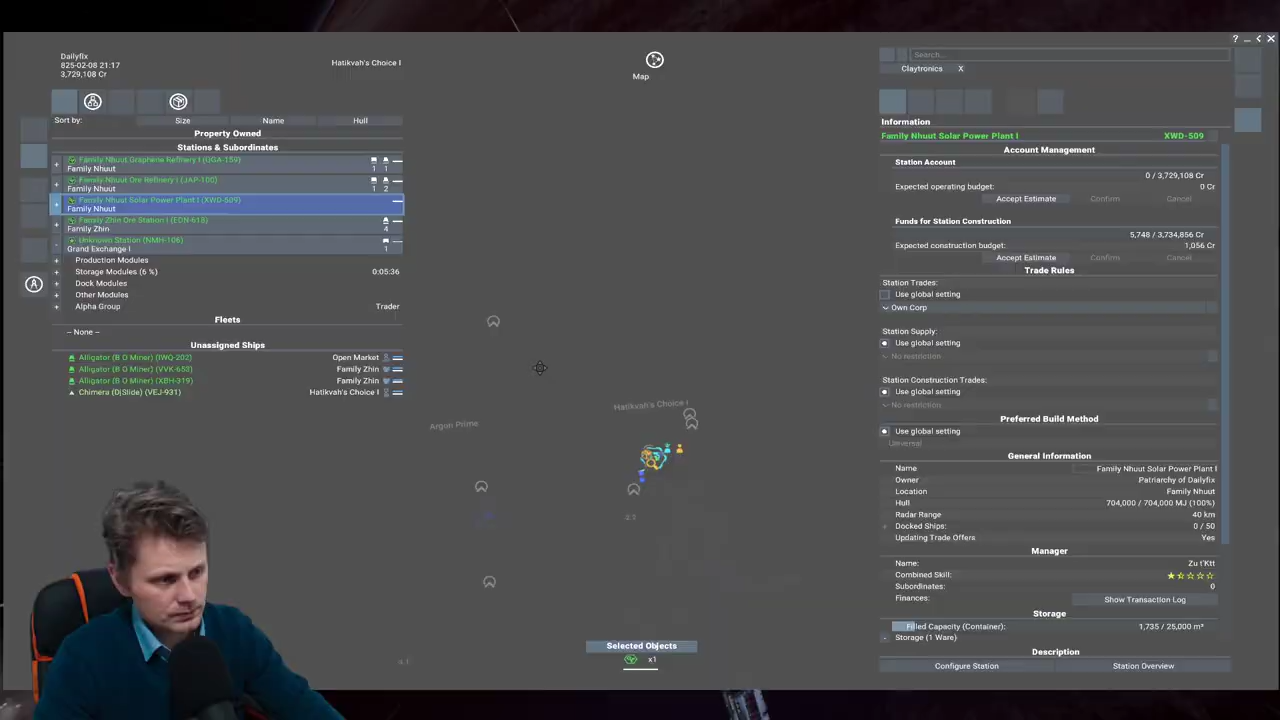 Dailyfix
825-02-08 21:17
3,729,108 Cr
Hatikvah's Choice I
Map
Sort by:
Size
Name
Hull
Property Owned
Stations & Subordinates
Family Nhuut Graphene Refinery I (QGA-159)
Family Nhuut
1 1
Family Nhuut Ore Refinery I (JAP-100)
Family Nhuut
1 2
Family Nhuut Solar Power Plant I (XWD-509)
Family Nhuut
Family Zhin Ore Station I (EDN-618)
Family Zhin
4
Unknown Station (NMH-106)
Grand Exchange I
1
Production Modules
Storage Modules (6 %)
0:05:36
Dock Modules
Other Modules
Alpha Group
Trader
Fleets
-- None --
Unassigned Ships
Alligator (B O Miner) (IWQ-202)
Open Market
Alligator (B O Miner) (VVK-653)
Family Zhin
Alligator (B O Miner) (XBH-319)
Family Zhin
Chimera (DjSlide) (VEJ-931)
Hatikvah's Choice I
Argon Prime
Hatikvah's Choice I
Selected Objects
x1
Search...
Claytronics X
Information
Family Nhuut Solar Power Plant I
XWD-509
Account Management
Station Account
0 / 3,729,108 Cr
Expected operating budget:
0 Cr
Accept Estimate
Confirm
Cancel
Funds for Station Construction
5,748 / 3,734,856 Cr
Expected construction budget:
1,056 Cr
Accept Estimate
Confirm
Cancel
Trade Rules
Station Trades:
Use global setting
Own Corp
Station Supply:
Use global setting
No restriction
Station Construction Trades:
Use global setting
No restriction
Preferred Build Method
Use global setting
Universal
General Information
Name
Family Nhuut Solar Power Plant I
Owner
Patriarchy of Dailyfix
Location
Family Nhuut
Hull
704,000 / 704,000 MJ (100%)
Radar Range
40 km
Docked Ships:
0 / 50
Updating Trade Offers
Yes
Manager
Name:
Zu t'Ktt
Combined Skill:
Subordinates:
0
Finances:
Show Transaction Log
Storage
Filled Capacity (Container):
1,735 / 25,000 m³
Storage (1 Ware)
Description
Configure Station
Station Overview